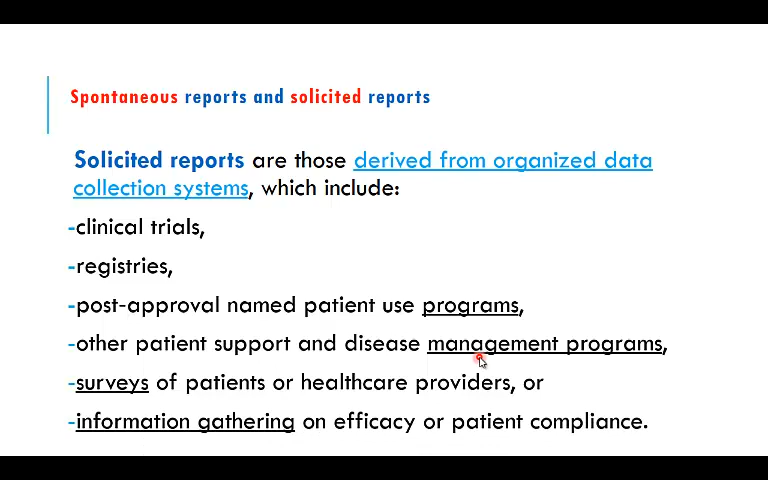 Spontaneous reports and solicited reports
Solicited reports are those derived from organized data
collection systems, which include:
-clinical trials,
-registries,
-post-approval named patient use programs,
-other patient support and disease management programs,
-surveys of patients or healthcare providers, or
-information gathering on efficacy or patient compliance.